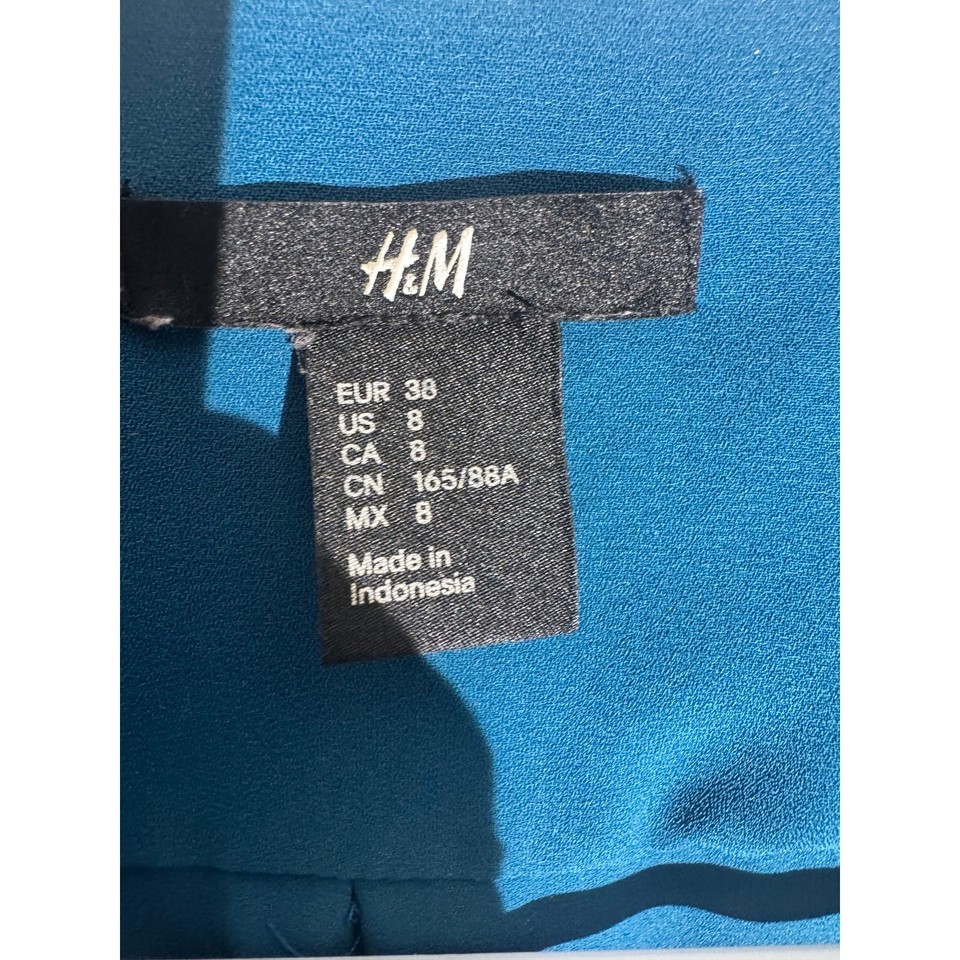 H&M
EUR 38
US 8
CA 8
CN 165/88A
MX 8
Made in
Indonesia